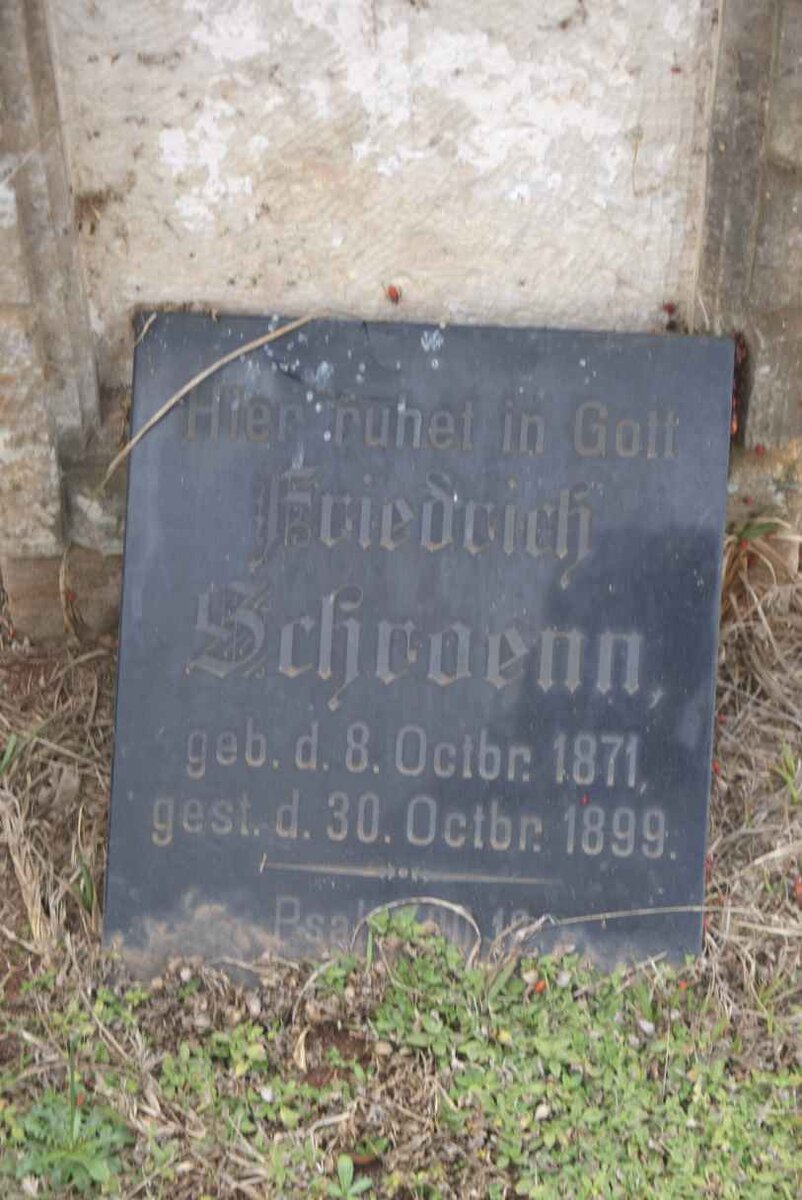 Hier ruhet in Gott
Friedrich
Schroenn,
geb. d. 8. Octbr. 1871,
gest. d. 30. Octbr. 1899.